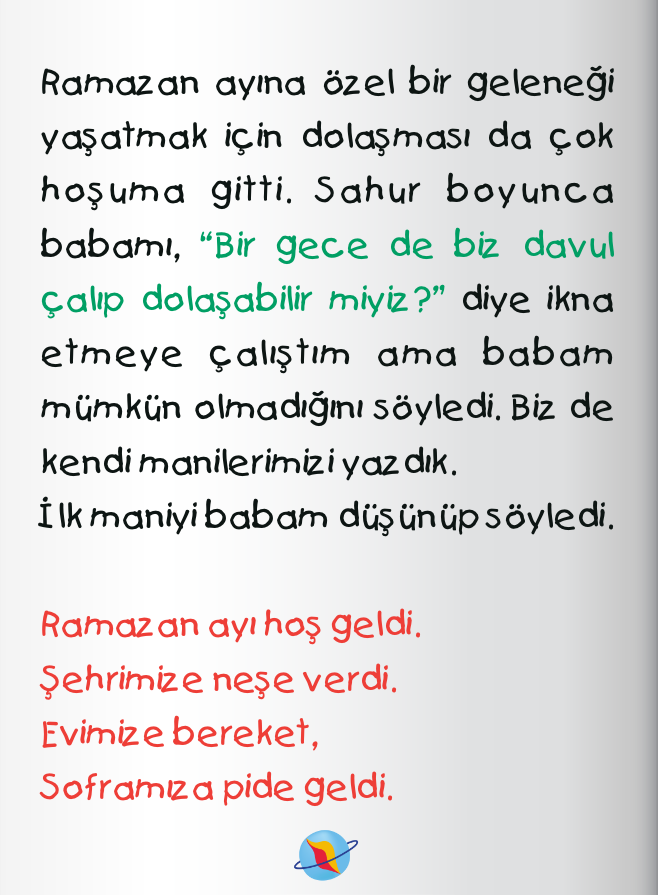 Ramazan ayına özel bir geleneği
yaşatmak için dolaşması da çok
hoşuma gitti. Sahur boyunca
babamı, “Bir gece de biz davul
çalıp dolaşabilir miyiz?” diye ikna
etmeye çalıştım ama babam
mümkün olmadığını söyledi. Biz de
kendi manilerimizi yazdık.
İlk maniyi babam düşünüp söyledi.
Ramazan ayı hoş geldi.
Şehrimize neşe verdi.
Evimize bereket,
Soframıza pide geldi.